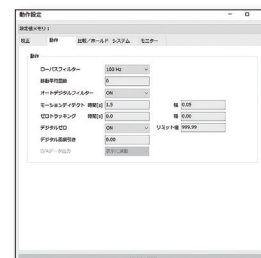 動作設定
測定値メモリ1
校正 動作 比較/ホールド システム モニター
動作
ローパスフィルター 100 Hz
移動平均回数 0
オートデジタルフィルター ON
モーションディテクト 時間[s] 1.5 幅 0.05
ゼロトラッキング 時間[s] 0.0 幅 0.00
デジタルゼロ ON リミット値 999.99
デジタル風袋引き 0.00